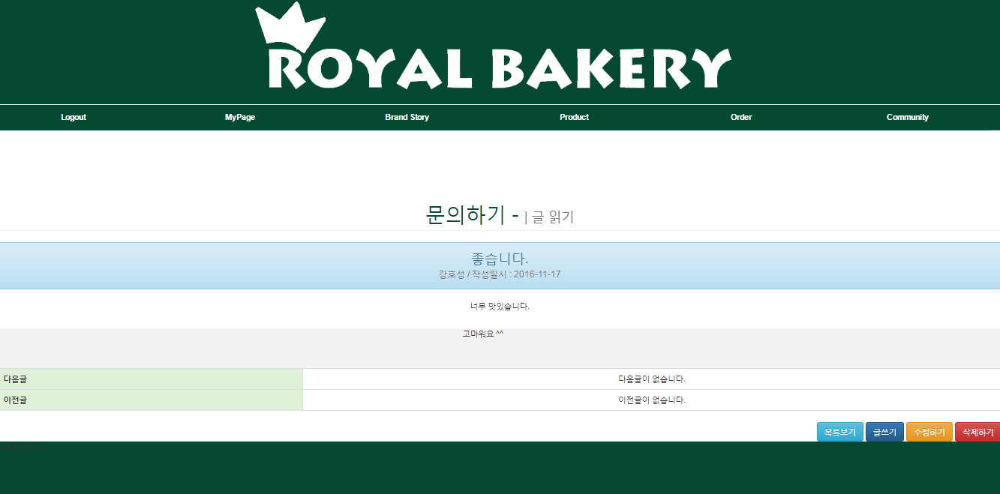 ROYAL BAKERY
Logout MyPage Brand Story Product Order Community
문의하기 - | 글 읽기
좋습니다.
강호성 / 작성일시 : 2016-11-17
너무 맛있습니다.
고마워요 ^^
다음글 다음글이 없습니다.
이전글 이전글이 없습니다.
목록보기 글쓰기 수정하기 삭제하기